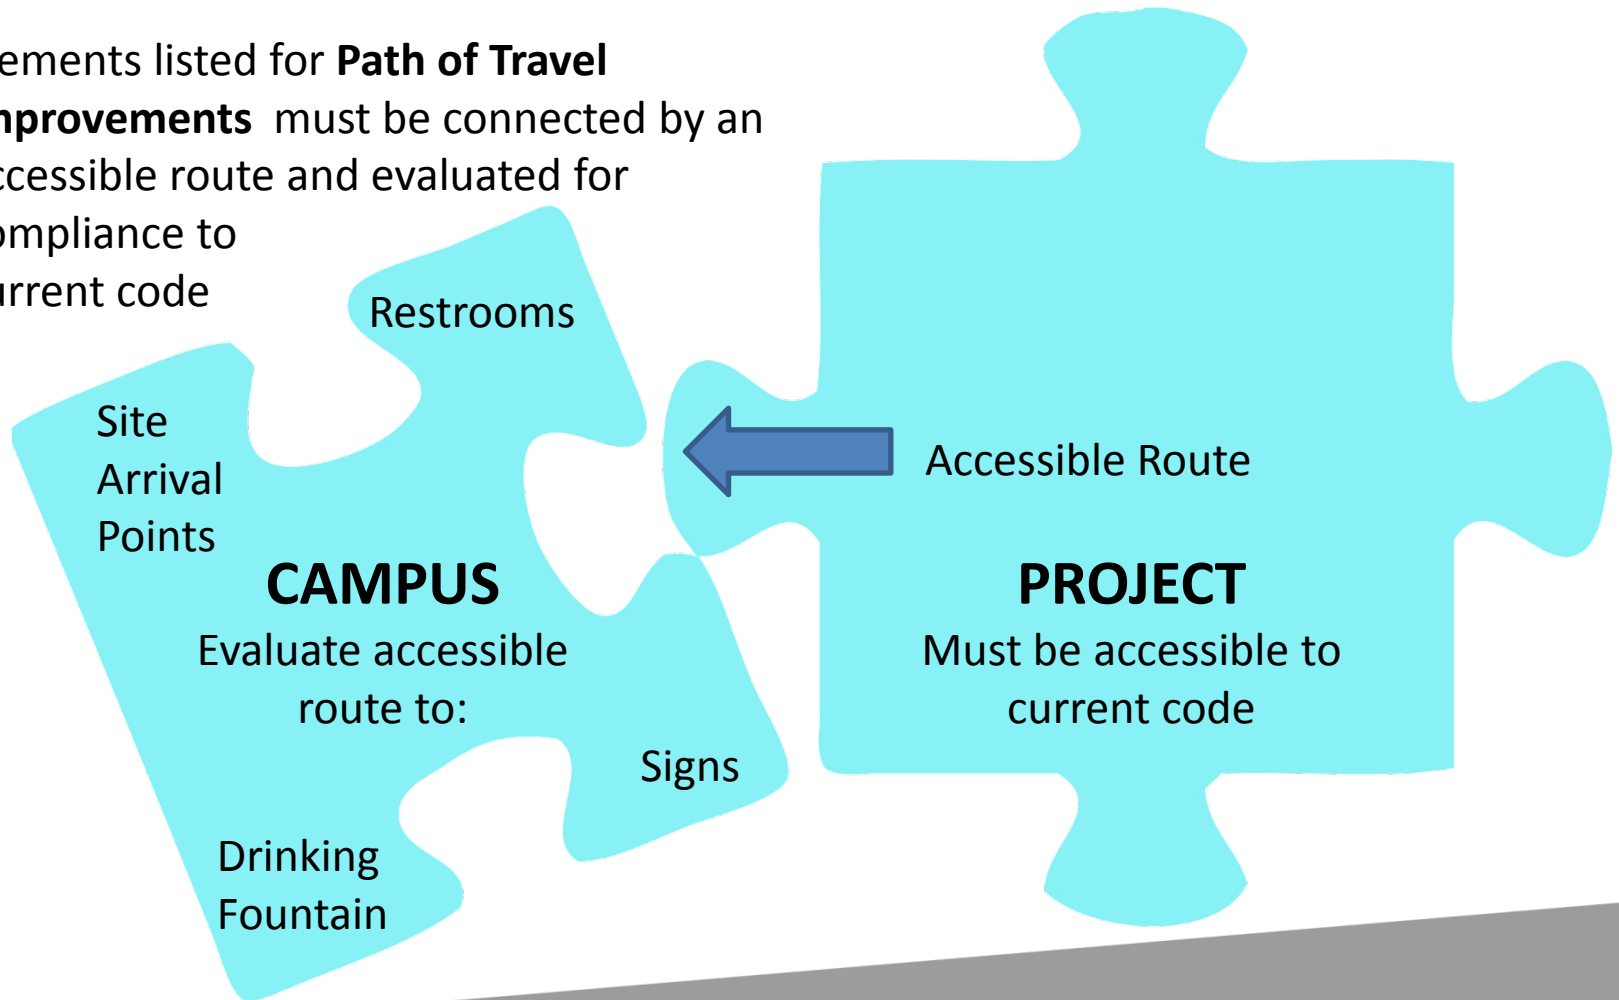 ements listed for Path of Travel
nprovements must be connected by an
ccessible route and evaluated for
ompliance to
urrent code
Restrooms
Site
Arrival
Points
Accessible Route
CAMPUS
Evaluate accessible
route to:
PROJECT
Must be accessible to
current code
Signs
Drinking
Fountain